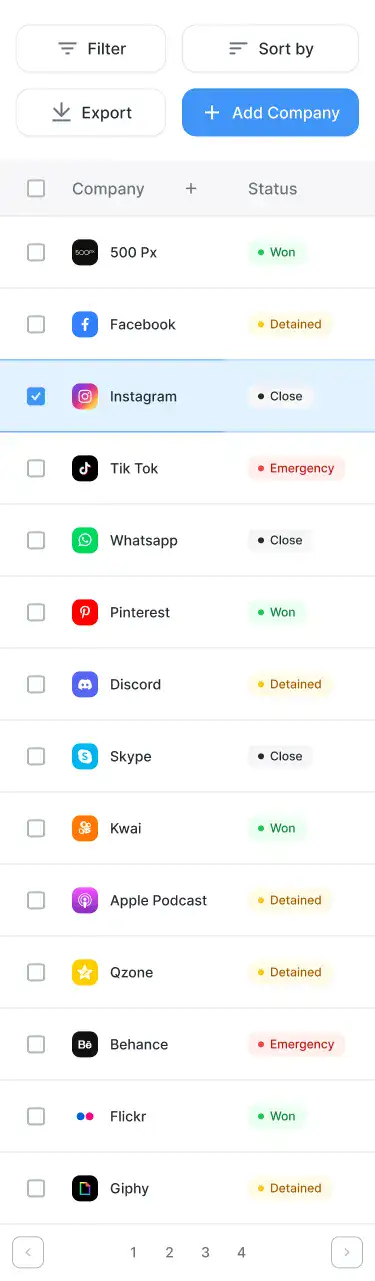 Filter
Sort by
Export
+ Add Company
Company + Status
500PX 500 Px Won
Facebook Detained
Instagram Close
Tik Tok Emergency
Whatsapp Close
Pinterest Won
Discord Detained
Skype Close
Kwai Won
Apple Podcast Detained
Qzone Detained
Bē Behance Emergency
Flickr Won
Giphy Detained
< 1 2 3 4 >